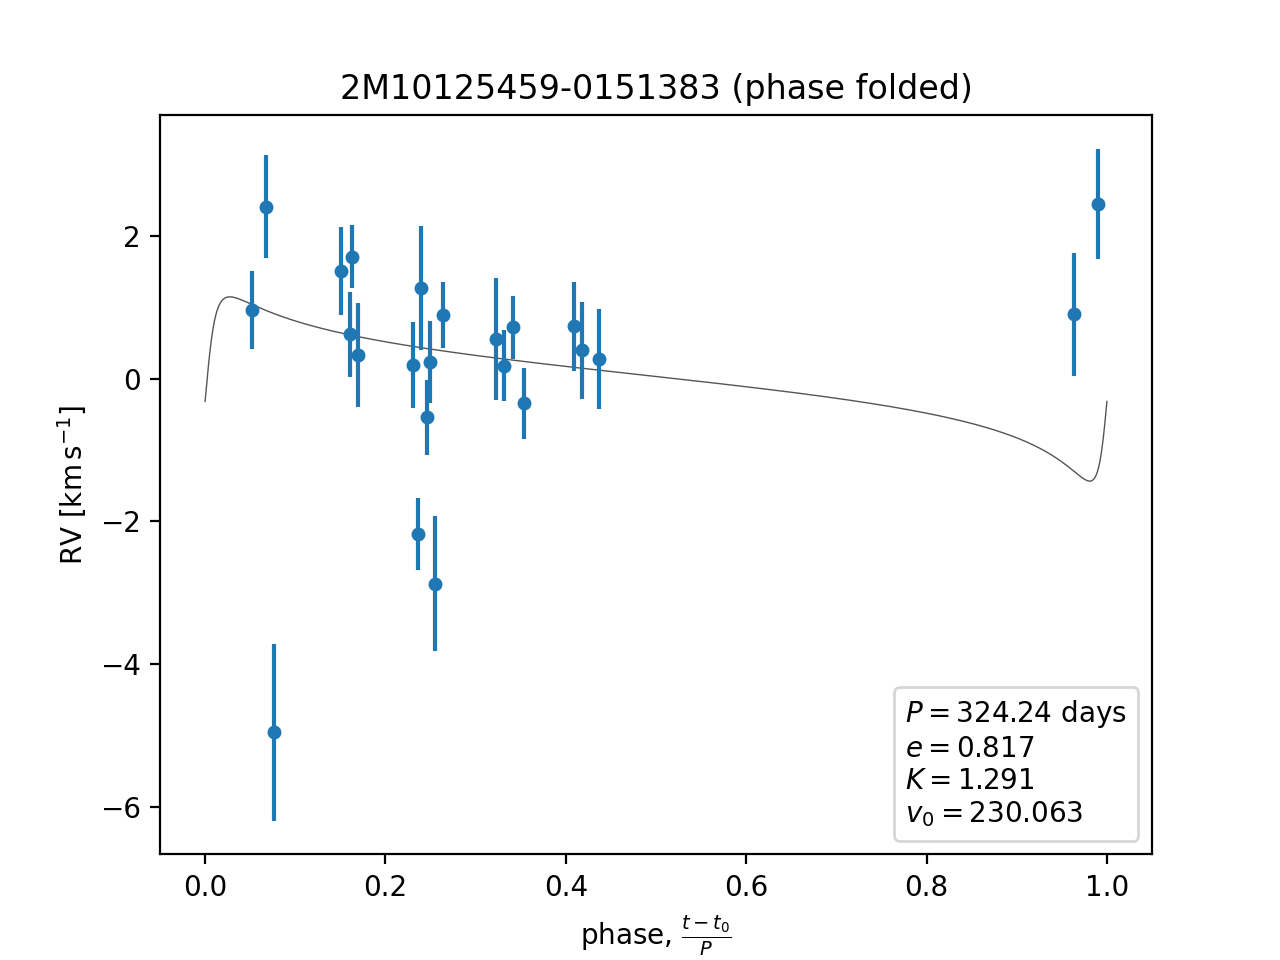 2M10125459-0151383 (phase folded)
RV [km s⁻¹]
2
0
−2
−4
−6
P = 324.24 days
e = 0.817
K = 1.291
v₀ = 230.063
0.0 0.2 0.4 0.6 0.8 1.0
phase, (t − t₀)/P